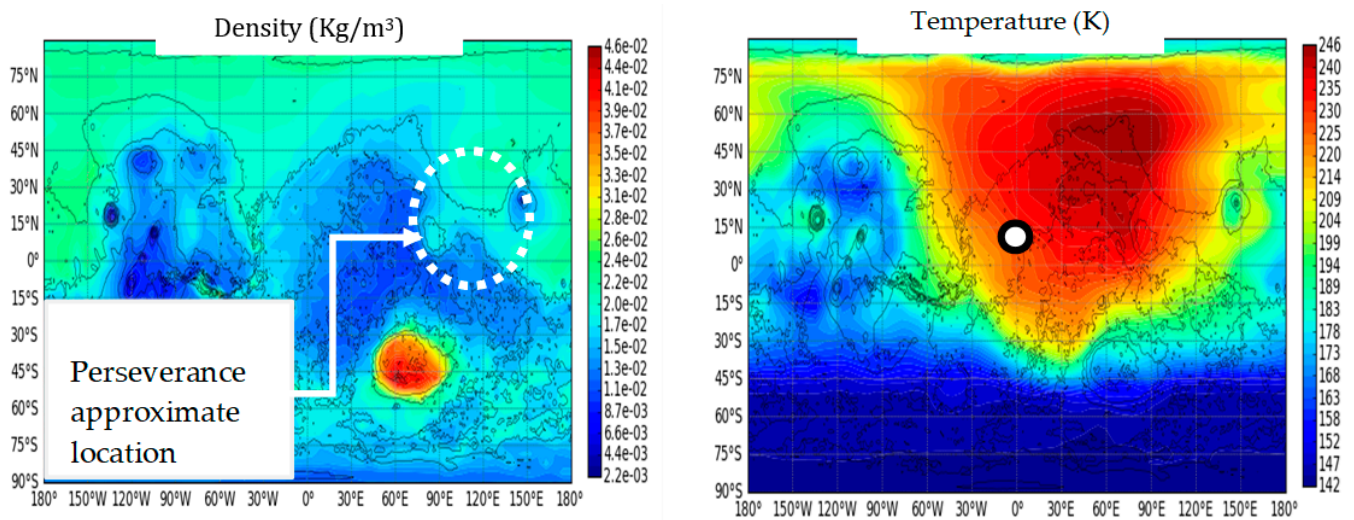 Density (Kg/m³)
4.6e-02
4.4e-02
4.2e-02
3.9e-02
3.7e-02
3.5e-02
3.3e-02
3.1e-02
2.9e-02
2.6e-02
2.4e-02
2.2e-02
2.0e-02
1.8e-02
1.5e-02
1.3e-02
1.1e-02
8.7e-03
6.6e-03
4.4e-03
2.2e-03
75°N
60°N
45°N
30°N
15°N
0°
15°S
30°S
45°S
60°S
75°S
90°S
180° 150°W 120°W 90°W 60°W 30°W 0° 30°E 60°E 90°E 120°E 150°E 180°
Perseverance
approximate
location
Temperature (K)
246
240
235
230
225
220
215
210
204
199
194
189
183
178
173
168
163
158
152
147
142
75°N
60°N
45°N
30°N
15°N
0°
15°S
30°S
45°S
60°S
75°S
90°S
180° 150°W 120°W 90°W 60°W 30°W 0° 30°E 60°E 90°E 120°E 150°E 180°